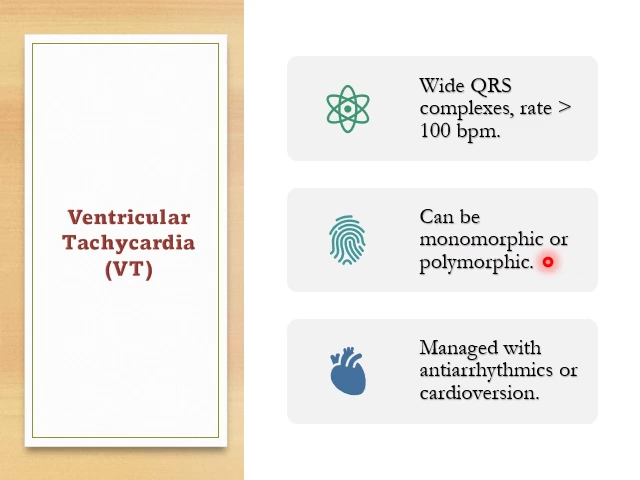 Ventricular
Tachycardia
(VT)
Wide QRS
complexes, rate >
100 bpm.
Can be
monomorphic or
polymorphic.
Managed with
antiarrhythmics or
cardioversion.